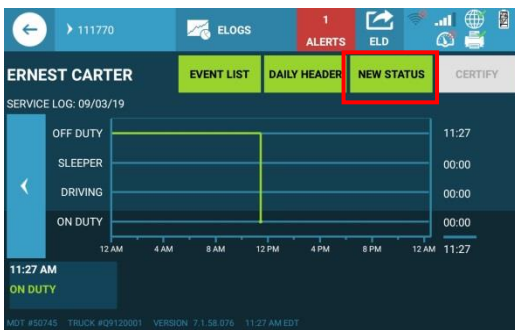 111770 ELOGS 1 ALERTS ELD
ERNEST CARTER EVENT LIST DAILY HEADER NEW STATUS CERTIFY
SERVICE LOG: 09/03/19
OFF DUTY 11:27
SLEEPER 00:00
DRIVING 00:00
ON DUTY 00:00
12 AM 4 AM 8 AM 12 PM 4 PM 8 PM 12 AM 11:27
11:27 AM
ON DUTY
MDT #50745 TRUCK #Q9120001 VERSION 7.1.58.076 11:27 AM EDT